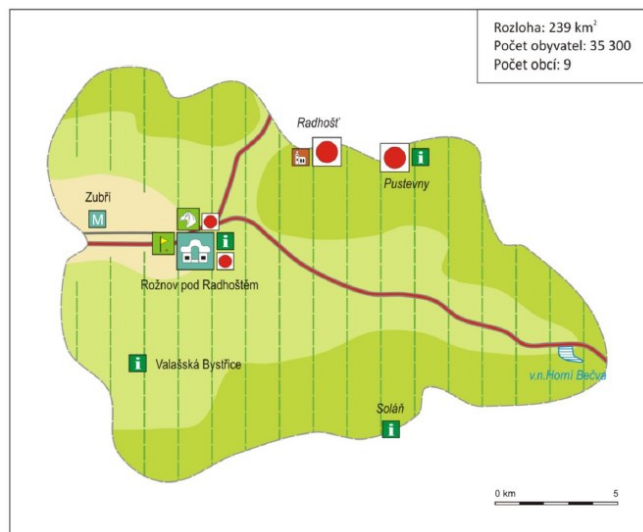 Rozloha: 239 km²
Počet obyvatel: 35 300
Počet obcí: 9
Radhošť
i
Pustevny
Zubří
M
i
Rožnov pod Radhoštěm
i
Valašská Bystřice
v.n.Horní Bečva
Soláň
i
0 km 5